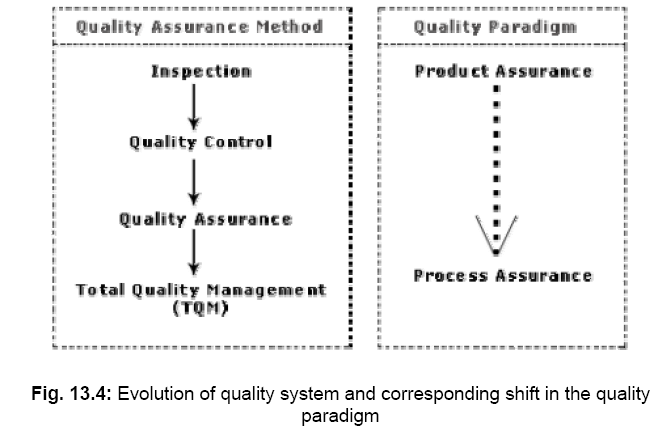 Quality Assurance Method
Inspection
Quality Control
Quality Assurance
Total Quality Management
(TQM)
Quality Paradigm
Product Assurance
Process Assurance
Fig. 13.4: Evolution of quality system and corresponding shift in the quality
paradigm